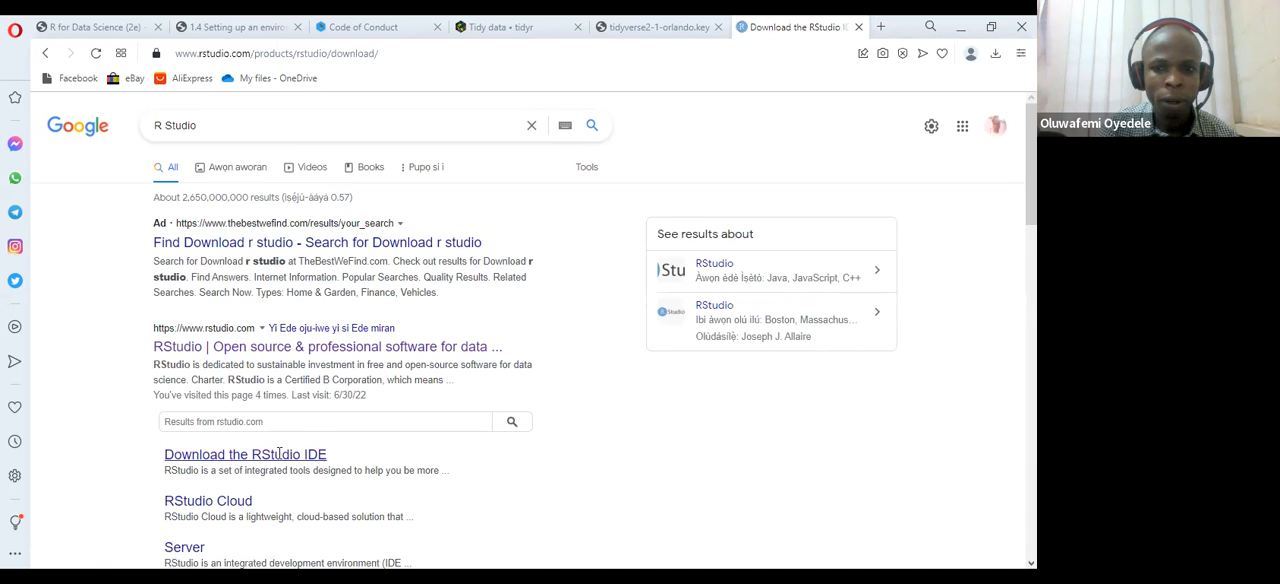 R for Data Science (2e)
1.4 Setting up an enviro
Code of Conduct
Tidy data • tidyr
tidyverse2-1-orlando.key
Download the RStudio I
www.rstudio.com/products/rstudio/download/
Facebook
eBay
AliExpress
My files - OneDrive
Google
R Studio
All
Awọn aworan
Videos
Books
Pupọ si i
Tools
About 2,650,000,000 results (ìṣẹ́jú-àáyá 0.57)
Ad · https://www.thebestwefind.com/results/your_search
Find Download r studio - Search for Download r studio
Search for Download r studio at TheBestWeFind.com. Check out results for Download r
studio. Find Answers. Internet Information. Popular Searches. Quality Results. Related
Searches. Search Now. Types: Home & Garden, Finance, Vehicles.
https://www.rstudio.com Yí Ede oju-iwe yi si Ede miran
RStudio | Open source & professional software for data ...
RStudio is dedicated to sustainable investment in free and open-source software for data
science. Charter. RStudio is a Certified B Corporation, which means ...
You've visited this page 4 times. Last visit: 6/30/22
Results from rstudio.com
Download the RStudio IDE
RStudio is a set of integrated tools designed to help you be more ...
RStudio Cloud
RStudio Cloud is a lightweight, cloud-based solution that ...
Server
RStudio is an integrated development environment (IDE ...
See results about
Stu
RStudio
Àwọn èdè Ìṣètò: Java, JavaScript, C++
Studio
RStudio
Ibi àwọn olú ìlú: Boston, Massachus...
Olùdásílẹ̀: Joseph J. Allaire
Oluwafemi Oyedele